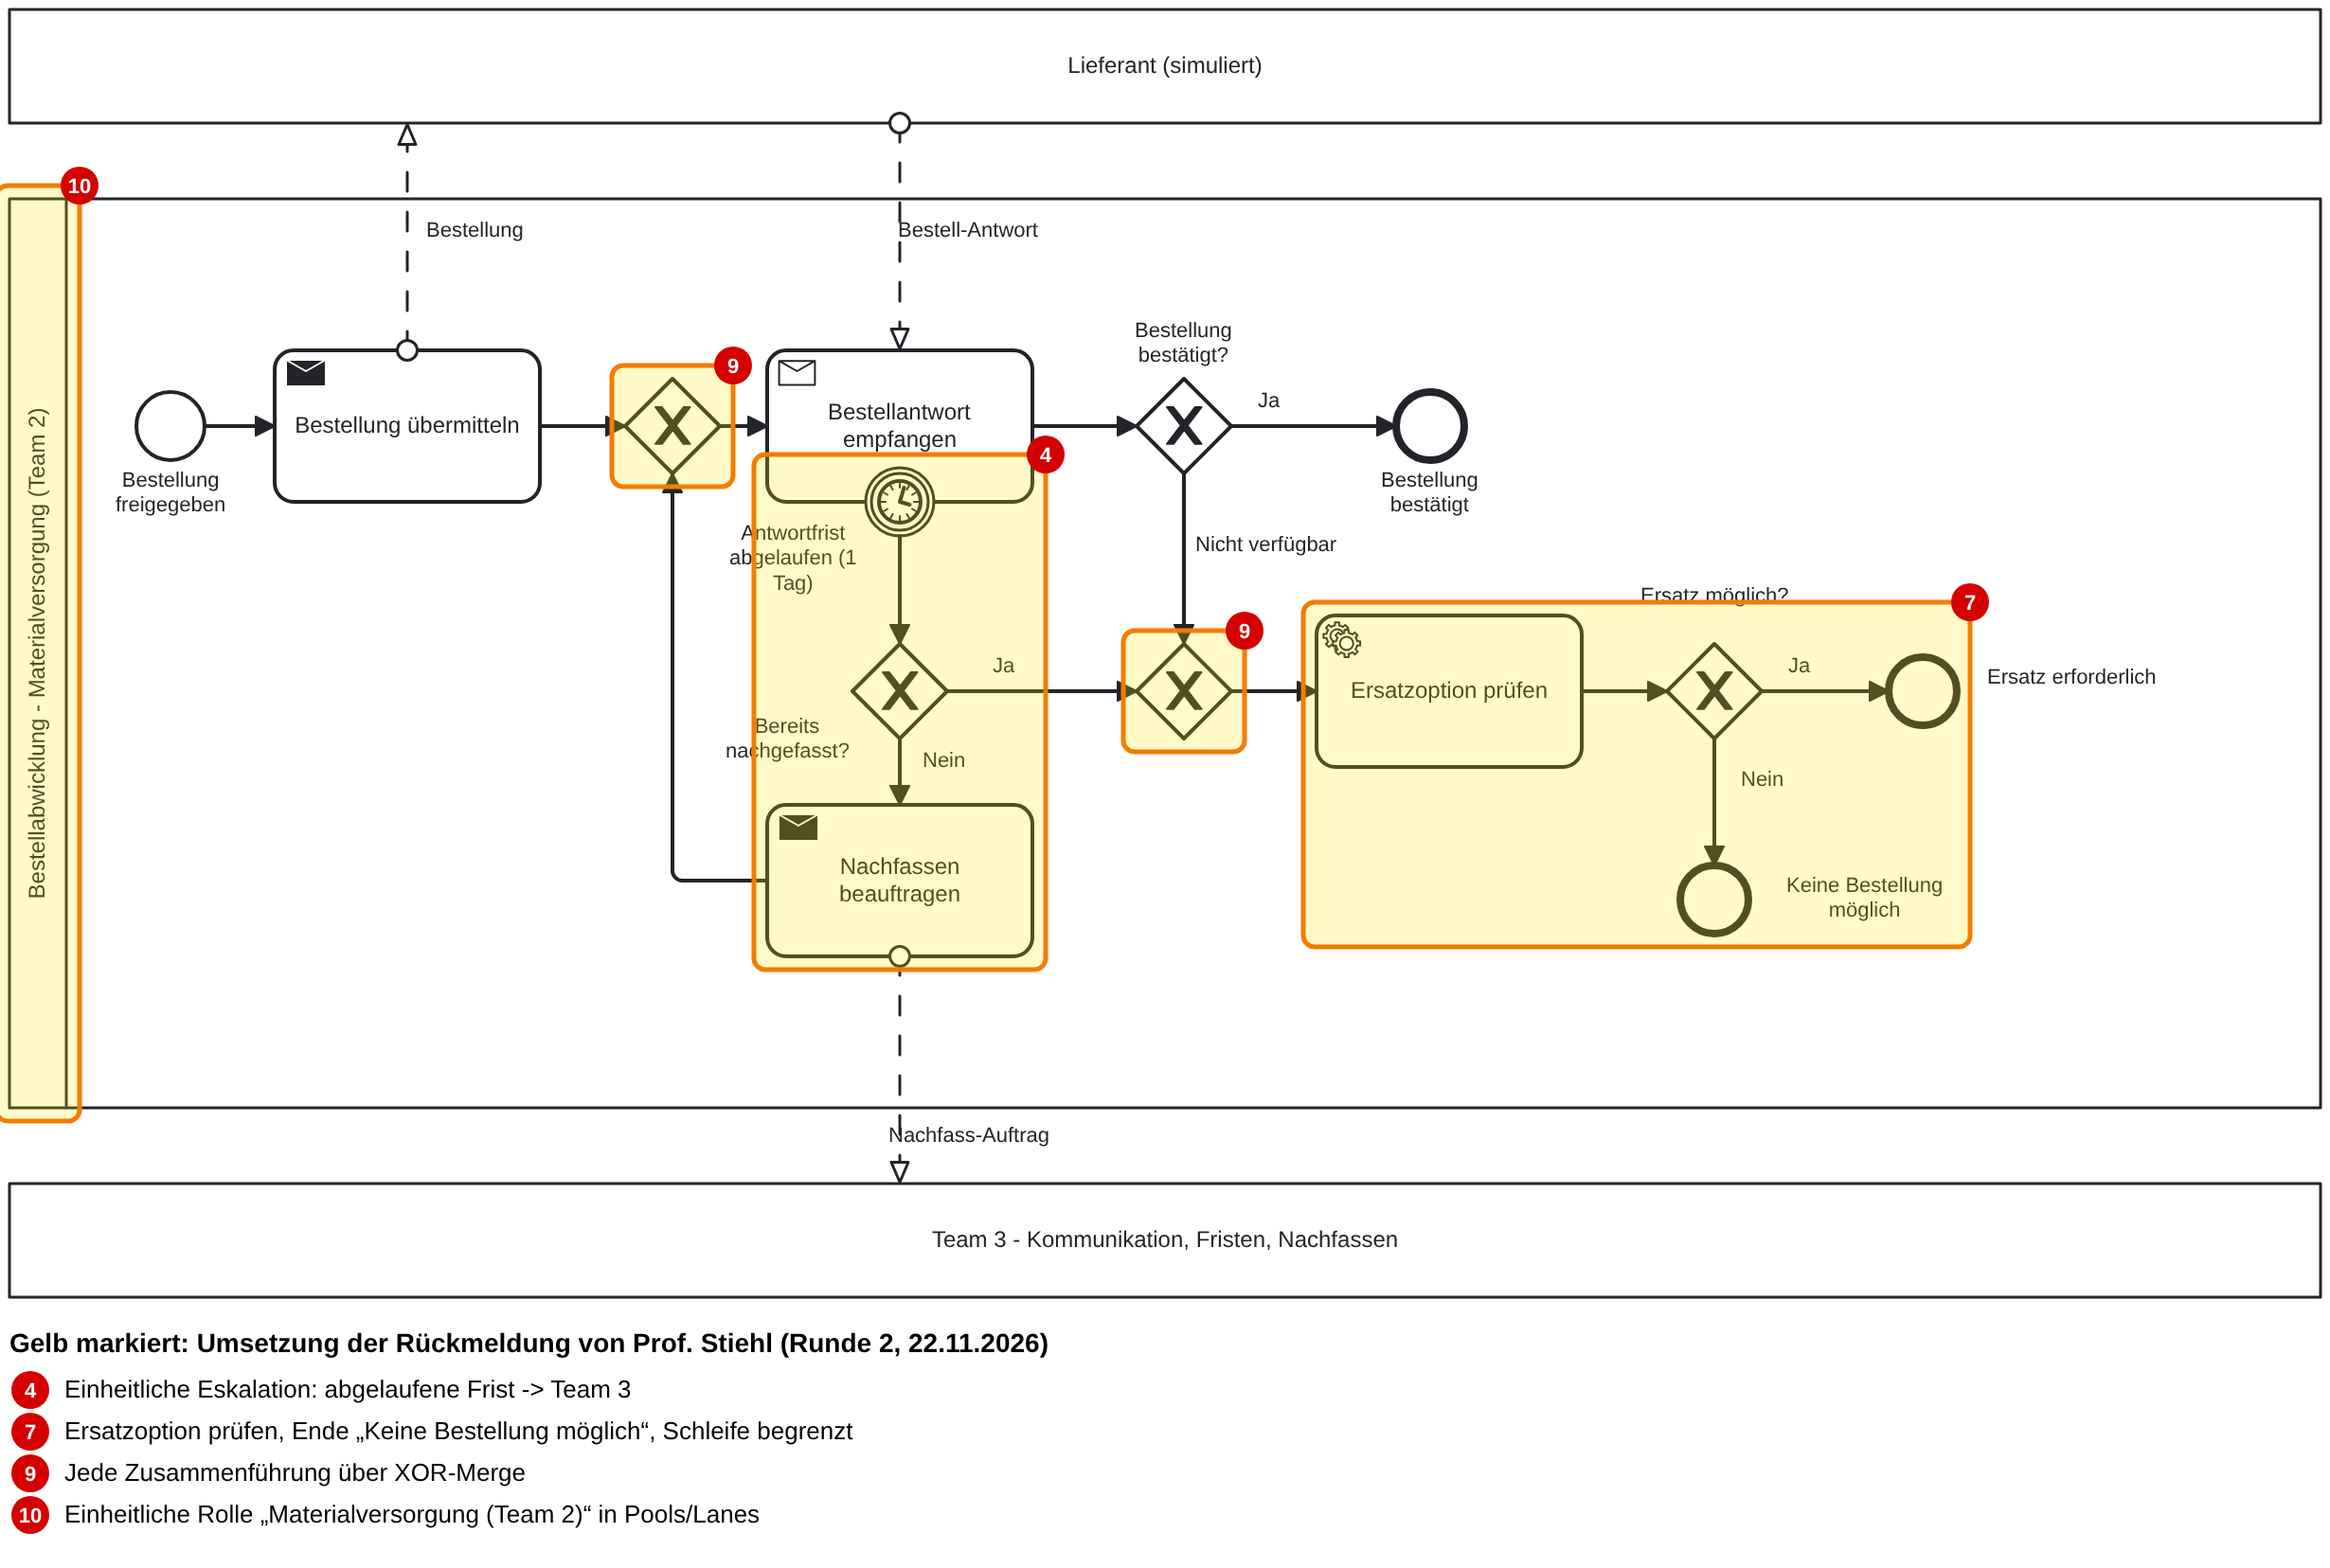 Lieferant (simuliert)
10
Bestellung
Bestell-Antwort
Bestellabwicklung - Materialversorgung (Team 2)
Bestellung
freigegeben
Bestellung übermitteln
9
Bestellantwort
empfangen
4
Bestellung
bestätigt?
Ja
Bestellung
bestätigt
Antwortfrist
abgelaufen (1
Tag)
Nicht verfügbar
Bereits
nachgefasst?
Ja
Nein
9
Ersatzoption prüfen
Ersatz möglich?
7
Ja
Ersatz erforderlich
Nein
Keine Bestellung
möglich
Nachfassen
beauftragen
Nachfass-Auftrag
Team 3 - Kommunikation, Fristen, Nachfassen
Gelb markiert: Umsetzung der Rückmeldung von Prof. Stiehl (Runde 2, 22.11.2026)
4 Einheitliche Eskalation: abgelaufene Frist -> Team 3
7 Ersatzoption prüfen, Ende „Keine Bestellung möglich“, Schleife begrenzt
9 Jede Zusammenführung über XOR-Merge
10 Einheitliche Rolle „Materialversorgung (Team 2)“ in Pools/Lanes